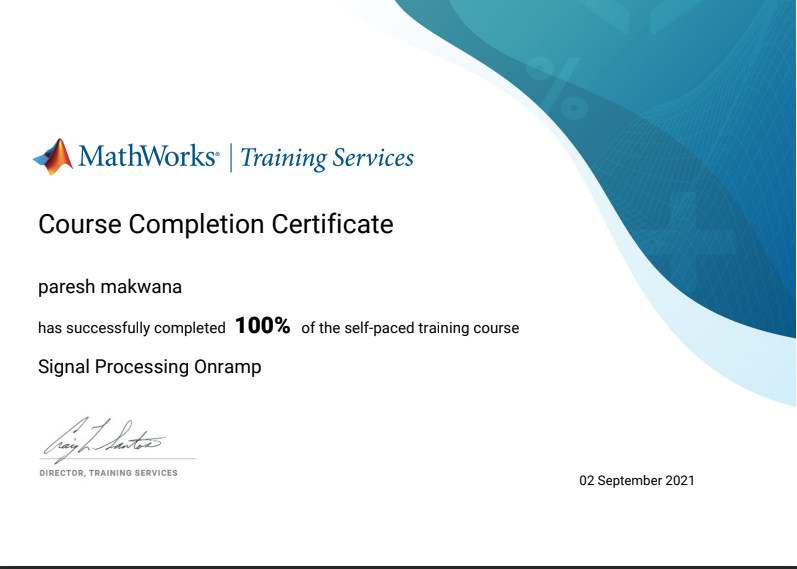 MathWorks® | Training Services
Course Completion Certificate
paresh makwana
has successfully completed 100% of the self-paced training course
Signal Processing Onramp
Craig L. Santos
DIRECTOR, TRAINING SERVICES
02 September 2021